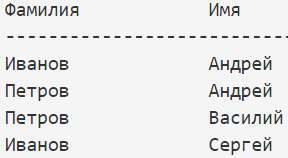 Фамилия Имя
----------------------------
Иванов Андрей
Петров Андрей
Петров Василий
Иванов Сергей